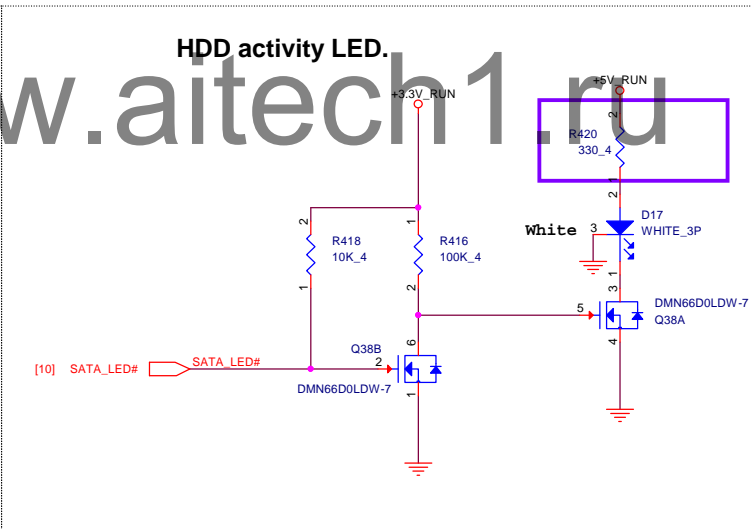 HDD activity LED.
w.aitech1.ru
+3.3V_RUN
+5V_RUN
2
R420
330_4
1
2
D17
WHITE_3P
White
3
1
2
R418
10K_4
1
1
R416
100K_4
2
3
DMN66D0LDW-7
5
Q38A
4
6
Q38B
2
DMN66D0LDW-7
1
[10] SATA_LED#
SATA_LED#